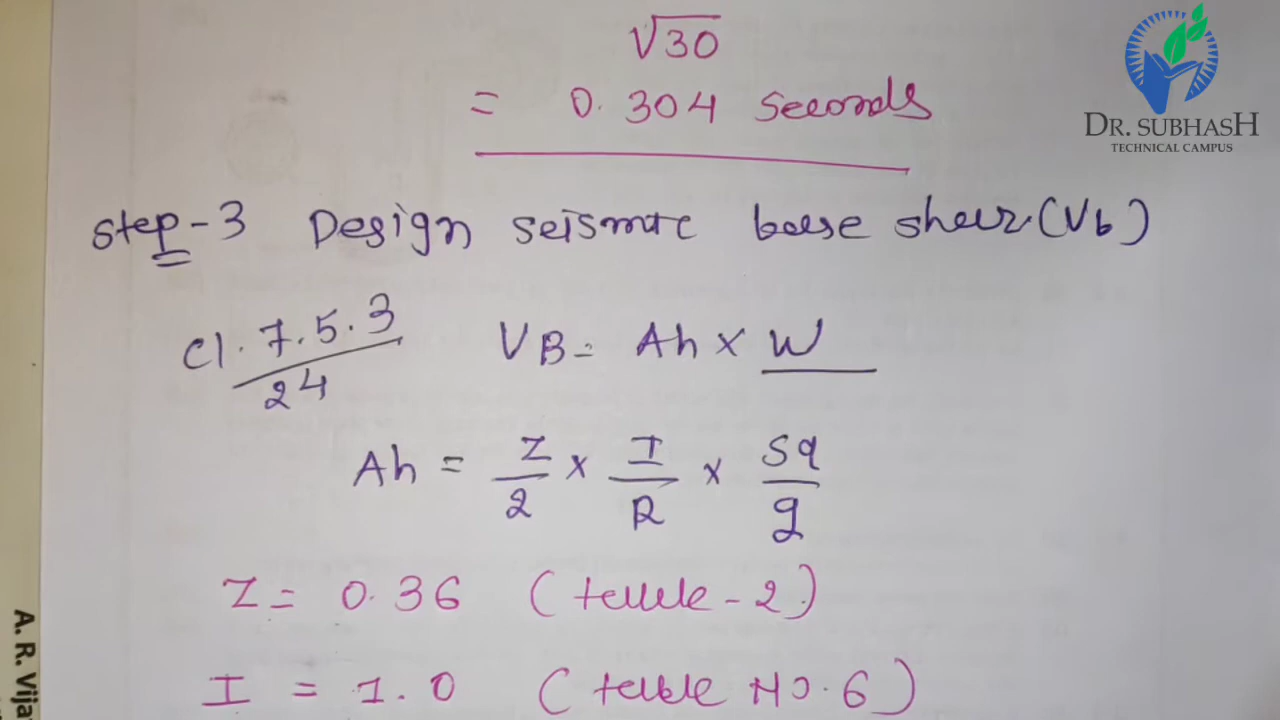 √30
= 0.304 seconds
DR. SUBHASH
TECHNICAL CAMPUS
Step-3 Design seismic base shear (Vb)
Cl. 7.5.3/24 VB = Ah × W
Ah = Z/2 × I/R × Sa/g
Z = 0.36 (table-2)
I = 1.0 (table NO.6)
A. R. Vija